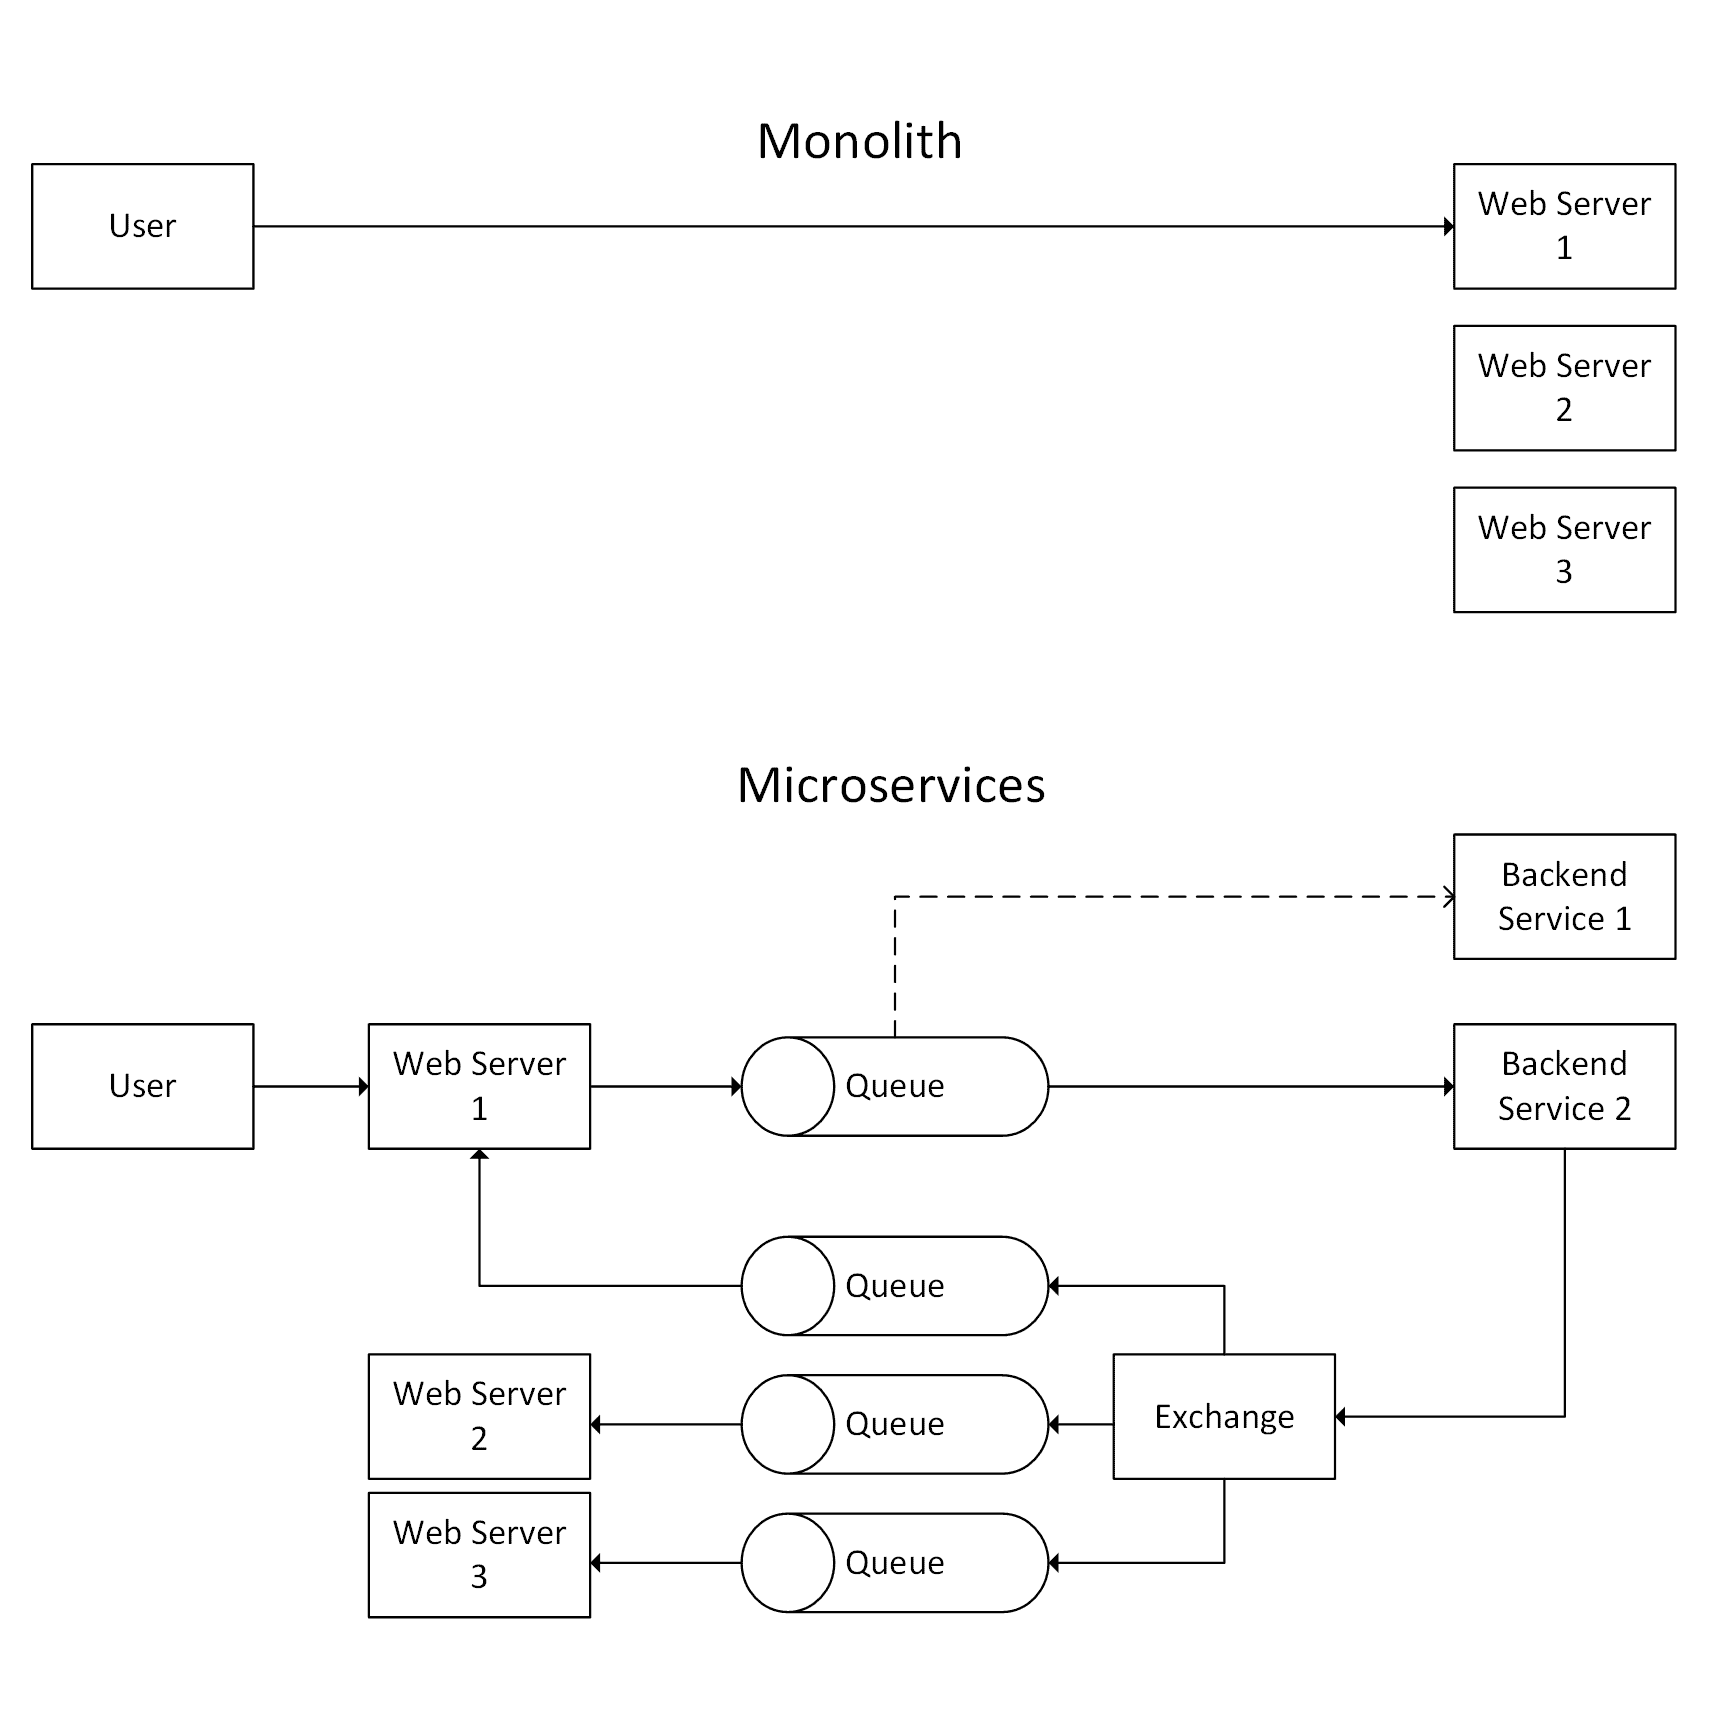 Monolith
User
Web Server
1
Web Server
2
Web Server
3
Microservices
Backend
Service 1
User
Web Server
1
Queue
Backend
Service 2
Queue
Web Server
2
Queue
Exchange
Web Server
3
Queue